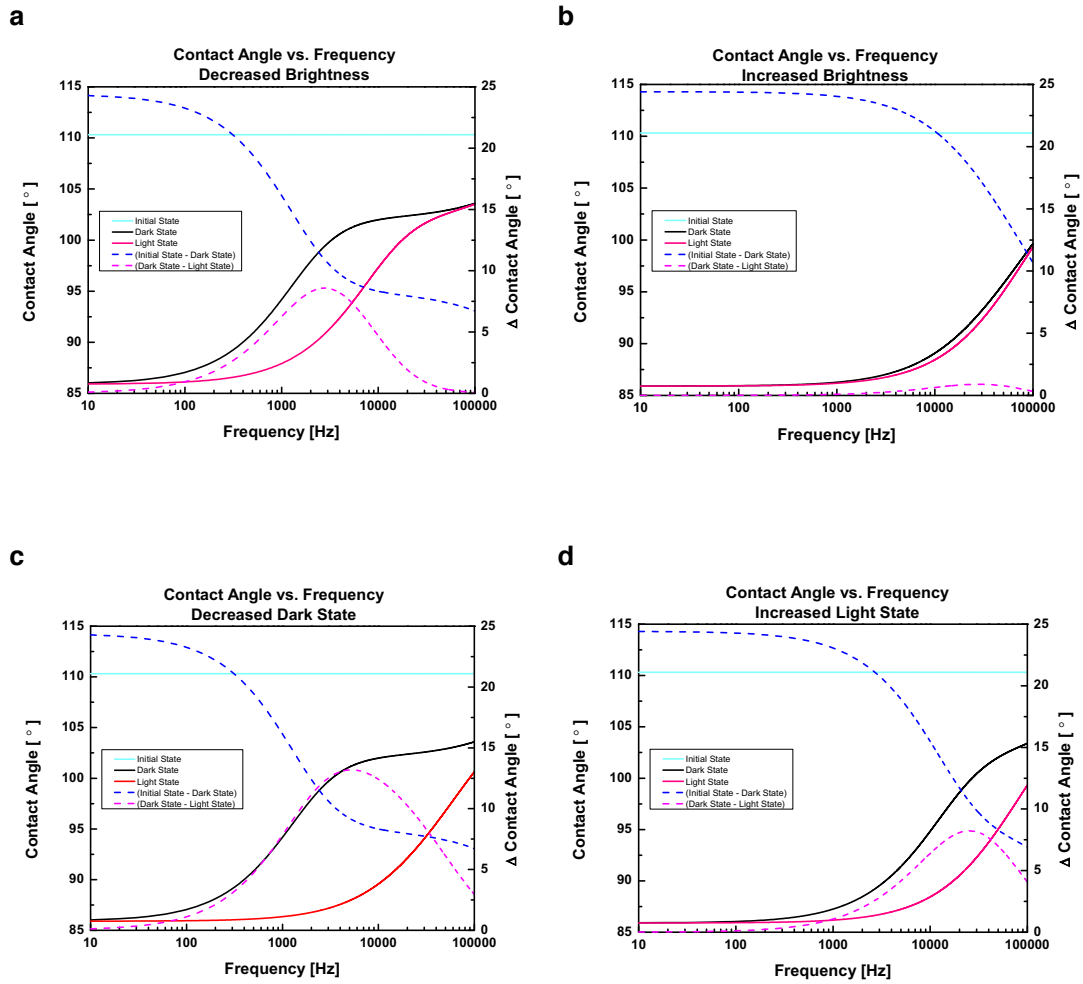 a
Contact Angle vs. Frequency
Decreased Brightness
115
110
105
100
95
90
85
Contact Angle [ ° ]
25
20
15
10
5
0
Δ Contact Angle [ ° ]
Initial State
Dark State
Light State
(Initial State - Dark State)
(Dark State - Light State)
10 100 1000 10000 100000
Frequency [Hz]
b
Contact Angle vs. Frequency
Increased Brightness
115
110
105
100
95
90
85
Contact Angle [ ° ]
25
20
15
10
5
0
Δ Contact Angle [ ° ]
Initial State
Dark State
Light State
(Initial State - Dark State)
(Dark State - Light State)
10 100 1000 10000 100000
Frequency [Hz]
c
Contact Angle vs. Frequency
Decreased Dark State
115
110
105
100
95
90
85
Contact Angle [ ° ]
25
20
15
10
5
0
Δ Contact Angle [ ° ]
Initial State
Dark State
Light State
(Initial State - Dark State)
(Dark State - Light State)
10 100 1000 10000 100000
Frequency [Hz]
d
Contact Angle vs. Frequency
Increased Light State
115
110
105
100
95
90
85
Contact Angle [ ° ]
25
20
15
10
5
0
Δ Contact Angle [ ° ]
Initial State
Dark State
Light State
(Initial State - Dark State)
(Dark State - Light State)
10 100 1000 10000 100000
Frequency [Hz]